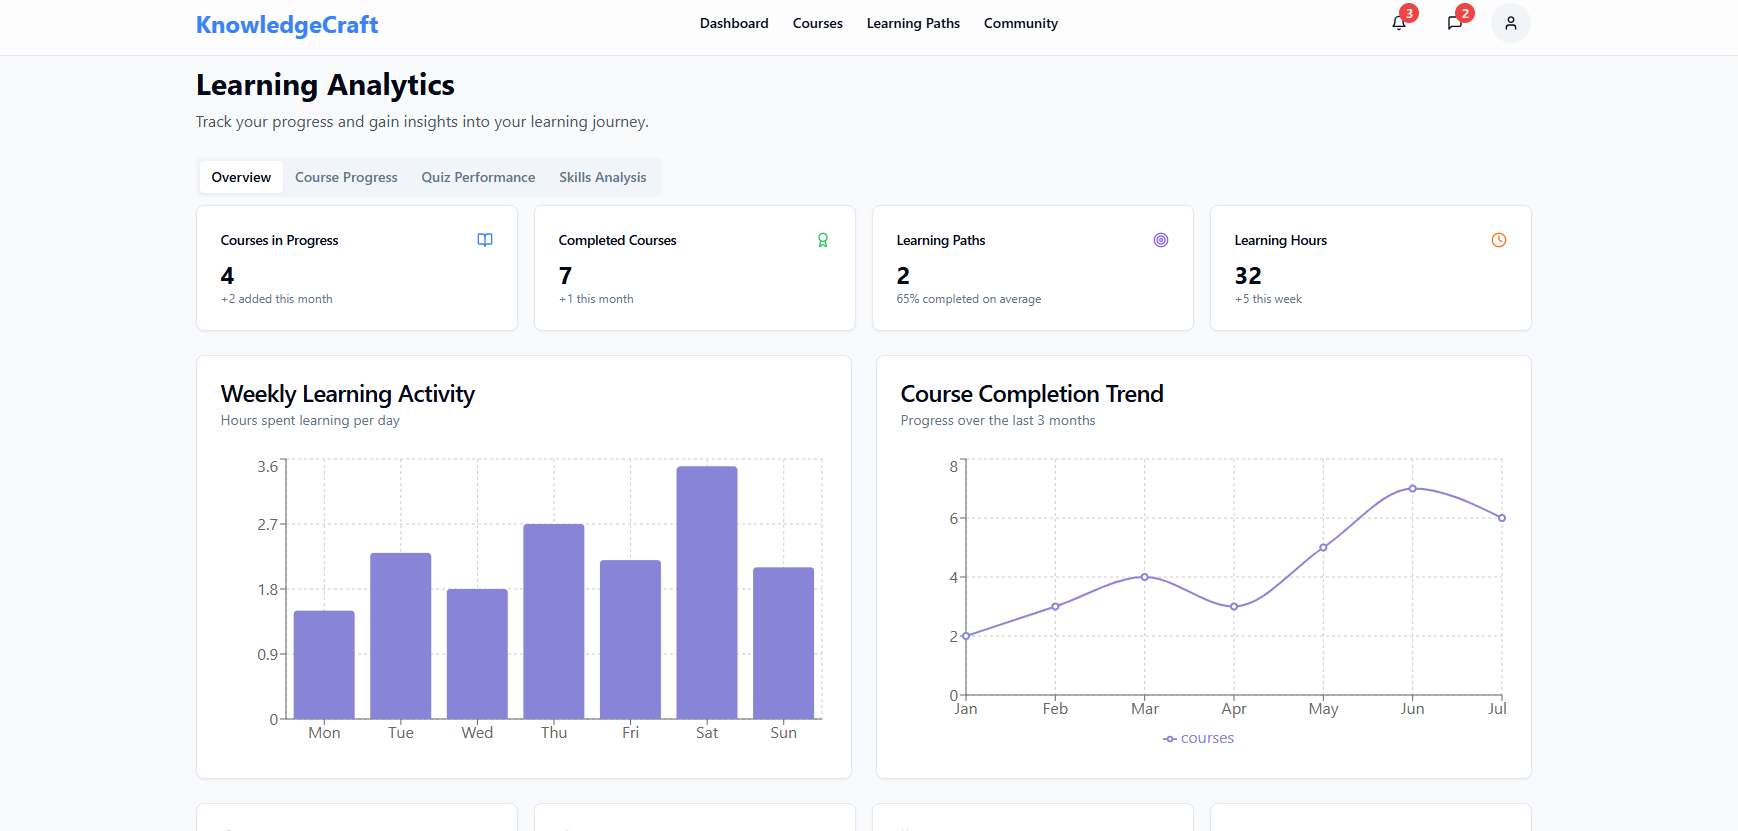 KnowledgeCraft
Dashboard Courses Learning Paths Community
3 2
Learning Analytics
Track your progress and gain insights into your learning journey.
Overview Course Progress Quiz Performance Skills Analysis
Courses in Progress
4
+2 added this month
Completed Courses
7
+1 this month
Learning Paths
2
65% completed on average
Learning Hours
32
+5 this week
Weekly Learning Activity
Hours spent learning per day
3.6
2.7
1.8
0.9
0
Mon Tue Wed Thu Fri Sat Sun
Course Completion Trend
Progress over the last 3 months
8
6
4
2
0
Jan Feb Mar Apr May Jun Jul
courses